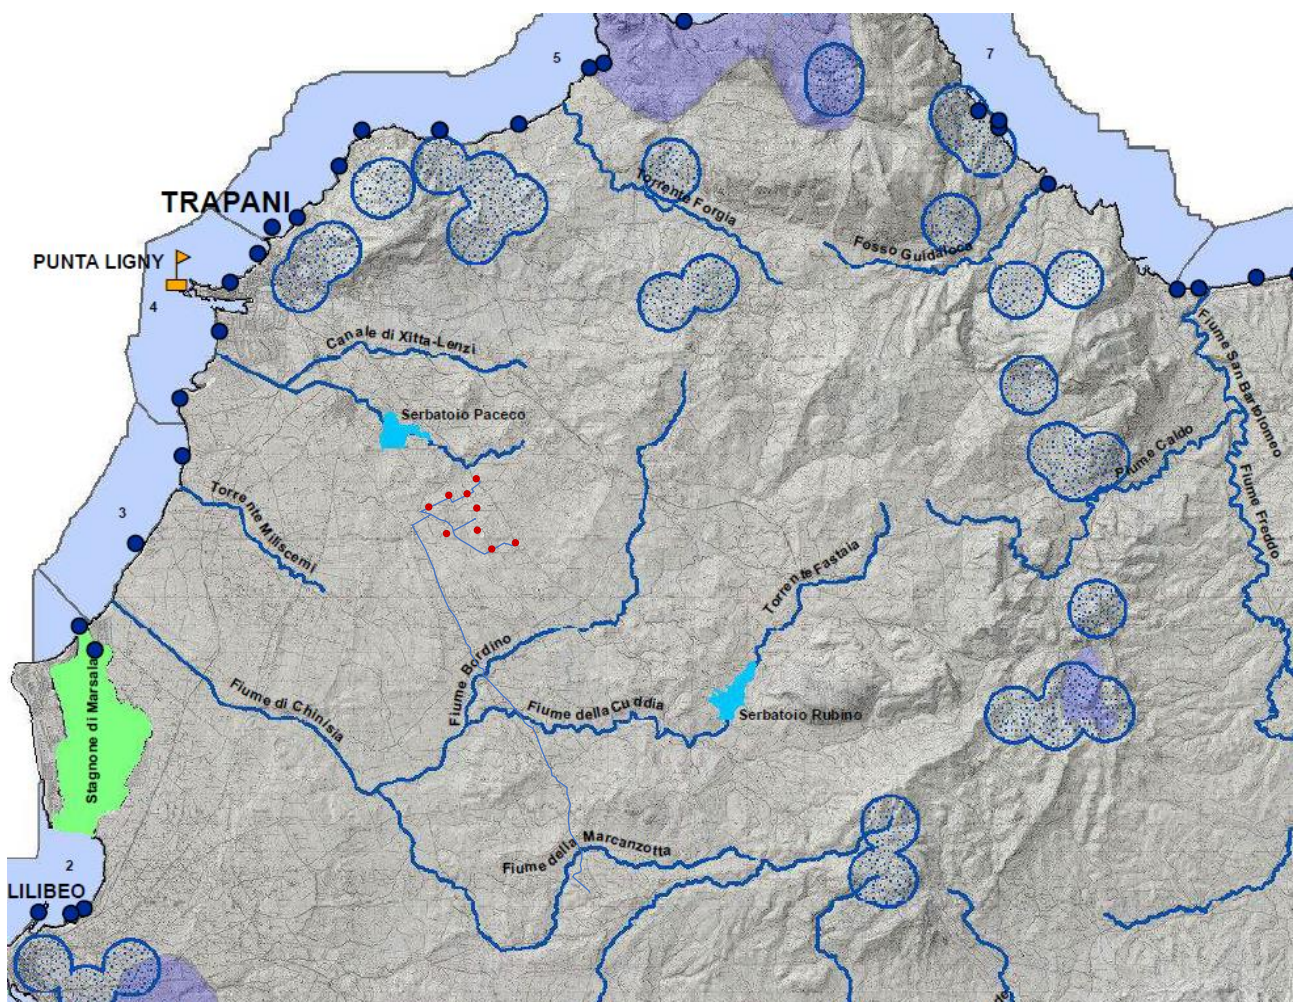 5
7
TRAPANI
Torrente Forgia
Fosso Guidaloca
PUNTA LIGNY
4
Canale di Xitta-Lenzi
Fiume San Bartolomeo
Serbatoio Paceco
Fiume Caldo
Fiume Freddo
3
Torrente Miliscemi
Torrente Fastaia
Fiume Bordino
Stagnone di Marsala
Fiume di Chinisia
Fiume della Cuddia
Serbatoio Rubino
Fiume della Marcanzotta
2
LILIBEO